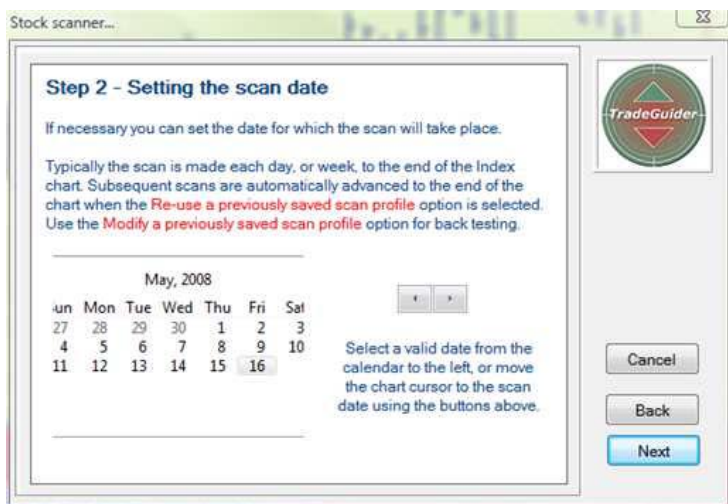 Stock scanner...
Step 2 - Setting the scan date
If necessary you can set the date for which the scan will take place.
Typically the scan is made each day, or week, to the end of the Index
chart. Subsequent scans are automatically advanced to the end of the
chart when the Re-use a previously saved scan profile option is selected.
Use the Modify a previously saved scan profile option for back testing.
May, 2008
un Mon Tue Wed Thu Fri Sat
27 28 29 30 1 2 3
4 5 6 7 8 9 10
11 12 13 14 15 16
Select a valid date from the
calendar to the left, or move
the chart cursor to the scan
date using the buttons above.
TradeGuider
Cancel
Back
Next